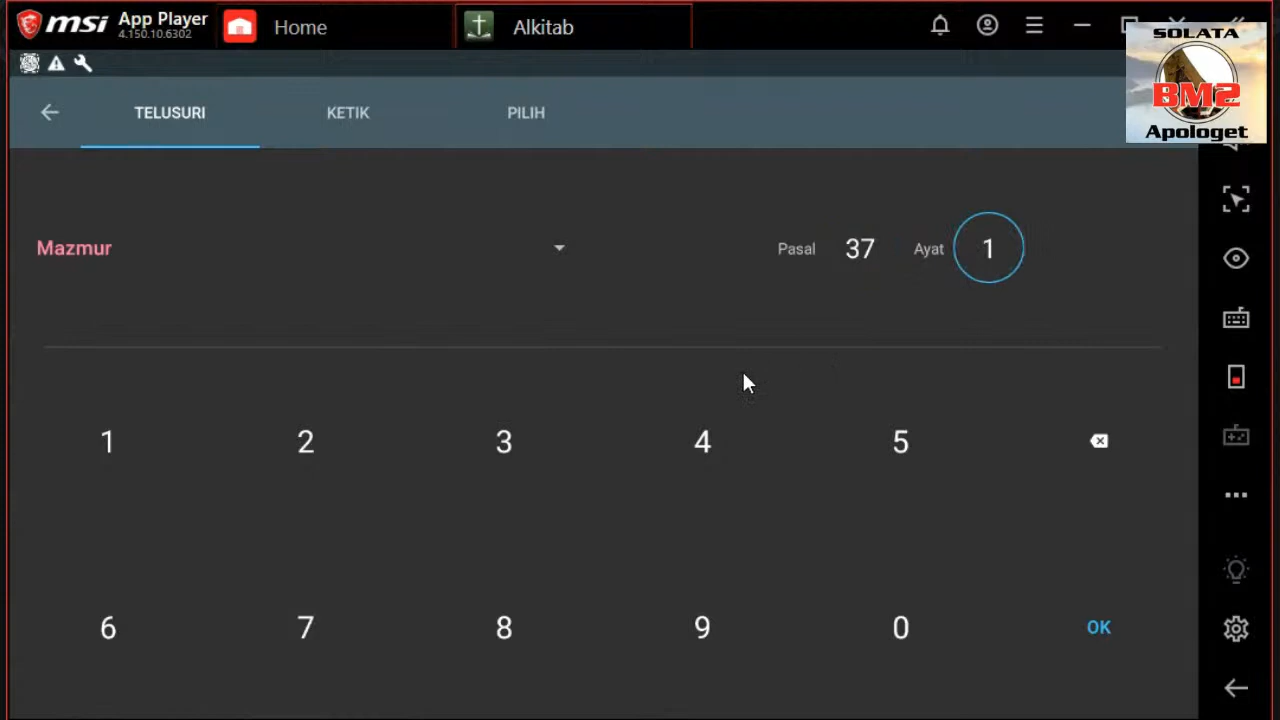 msi App Player
4.150.10.6302
Home
Alkitab
SOLATA
BM2
Apologet
TELUSURI
KETIK
PILIH
Mazmur
Pasal 37 Ayat 1
1 2 3 4 5
6 7 8 9 0 OK